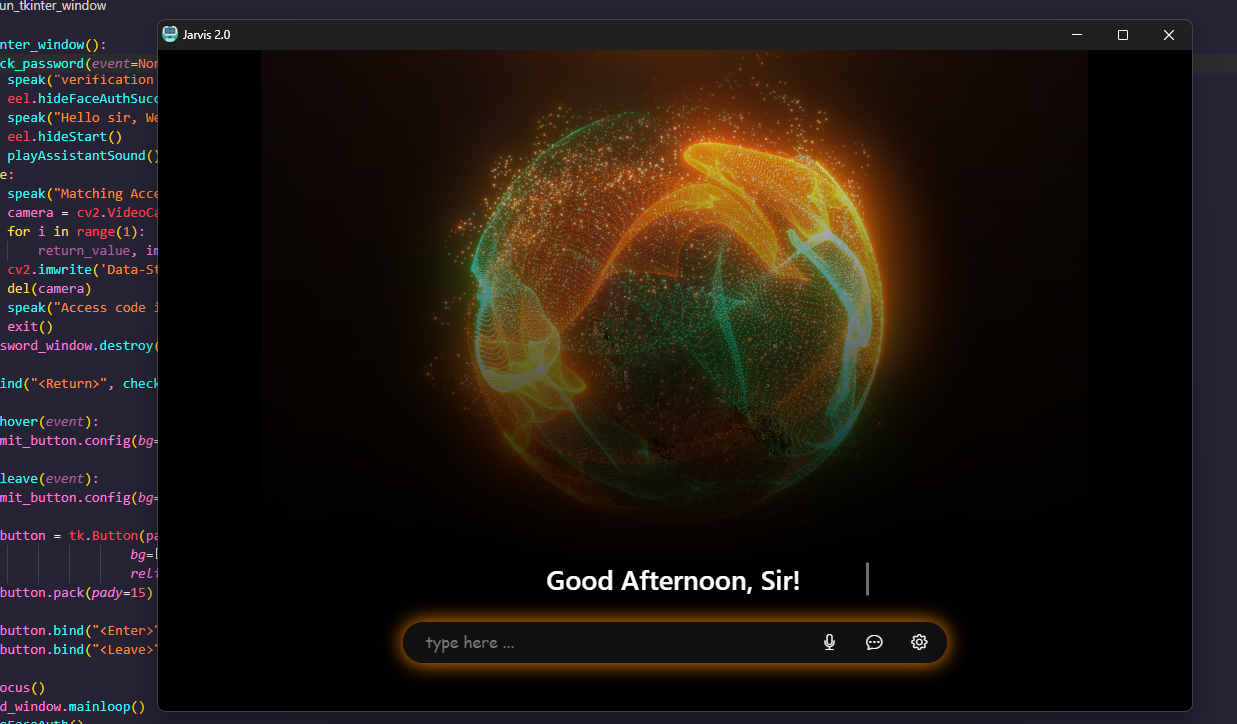 un_tkinter_window
Jarvis 2.0
nter_window():
ck_password(event=Non
speak("verification
eel.hideFaceAuthSucc
speak("Hello sir, We
eel.hideStart()
playAssistantSound()
e:
speak("Matching Acce
camera = cv2.VideoCa
for i in range(1):
return_value, im
cv2.imwrite('Data-St
del(camera)
speak("Access code i
exit()
sword_window.destroy(
ind("<Return>", check
hover(event):
mit_button.config(bg=
leave(event):
mit_button.config(bg=
button = tk.Button(pa
bg=
reli
button.pack(pady=15)
button.bind("<Enter>"
button.bind("<Leave>"
ocus()
d_window.mainloop()
Good Afternoon, Sir!
type here ...